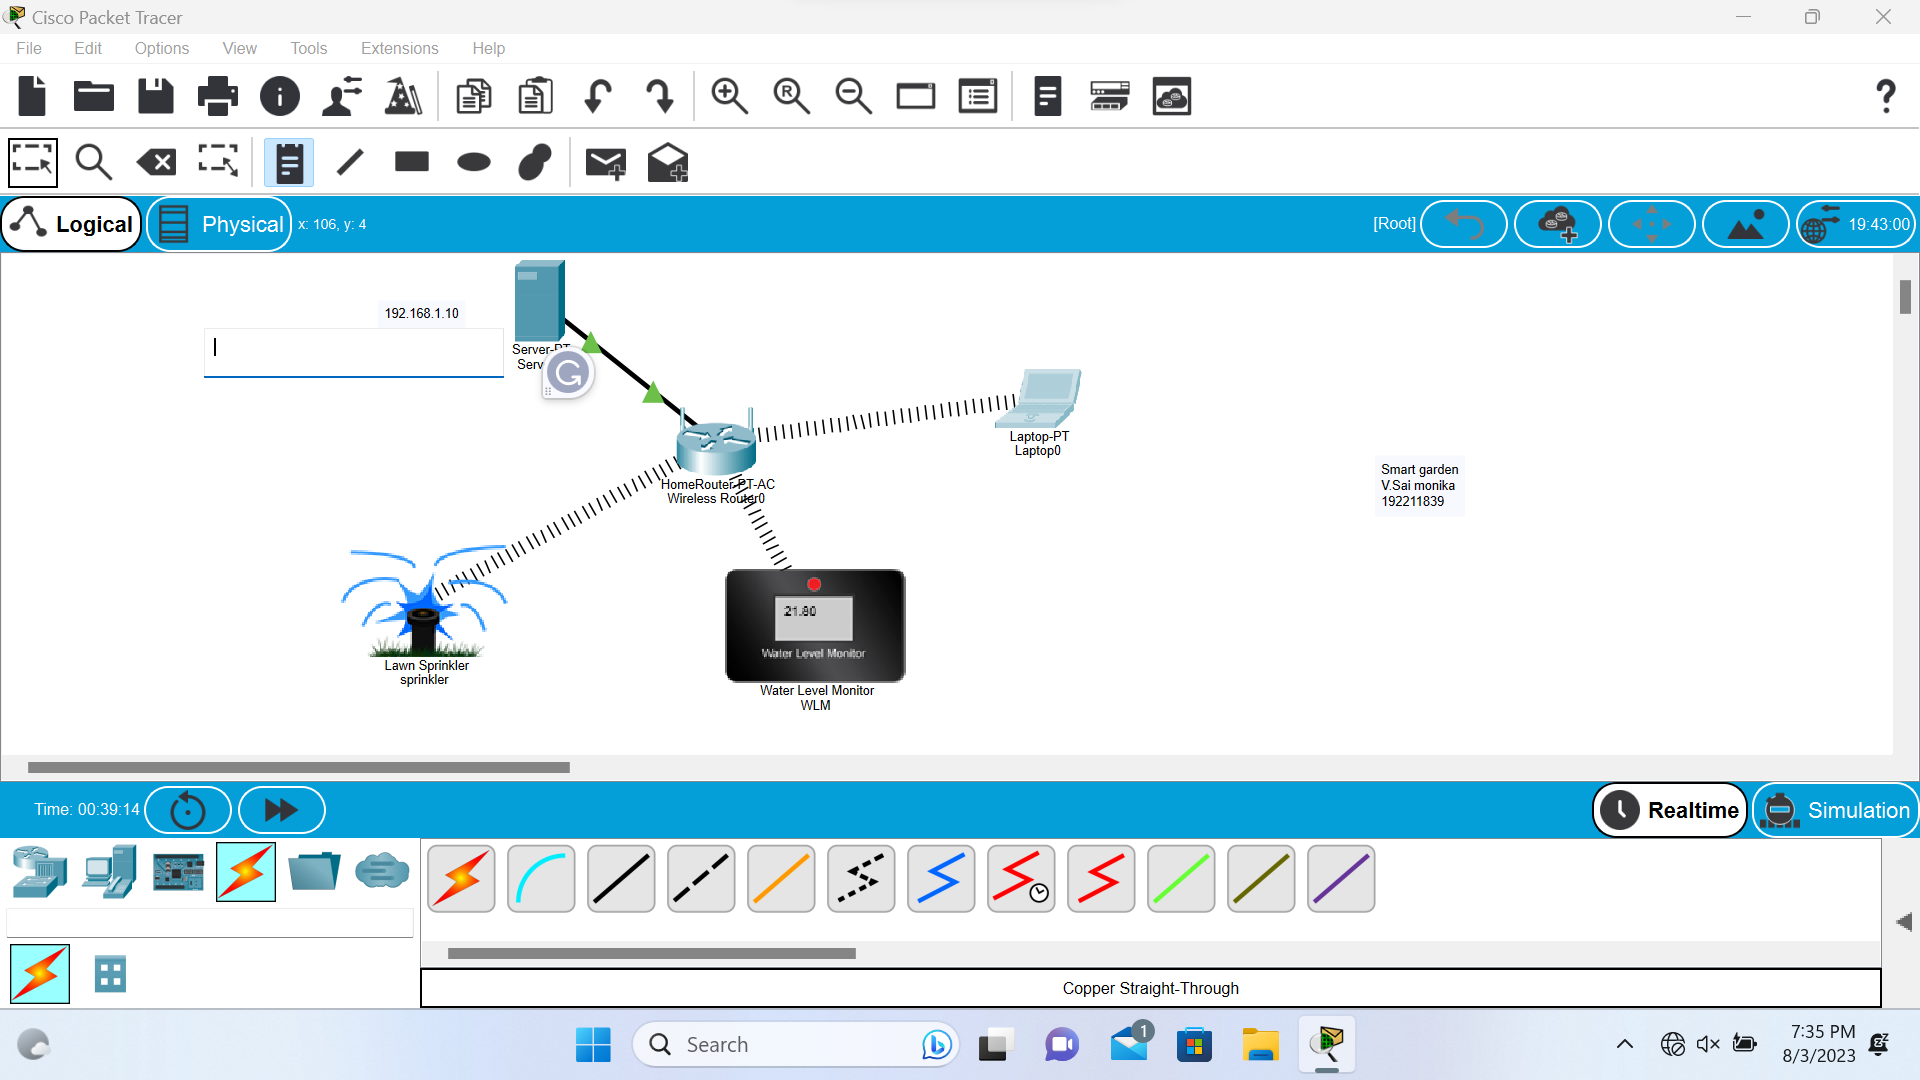 Cisco Packet Tracer
File Edit Options View Tools Extensions Help
Logical Physical x: 106, y: 4 [Root] 19:43:00
192.168.1.10
Server-PT
Serv
Laptop-PT
Laptop0
HomeRouter-PT-AC
Wireless Router0
Smart garden
V.Sai monika
192211839
21.80
Water Level Monitor
Lawn Sprinkler
sprinkler
Water Level Monitor
WLM
Time: 00:39:14 Realtime Simulation
Copper Straight-Through
Search
1
7:35 PM
8/3/2023